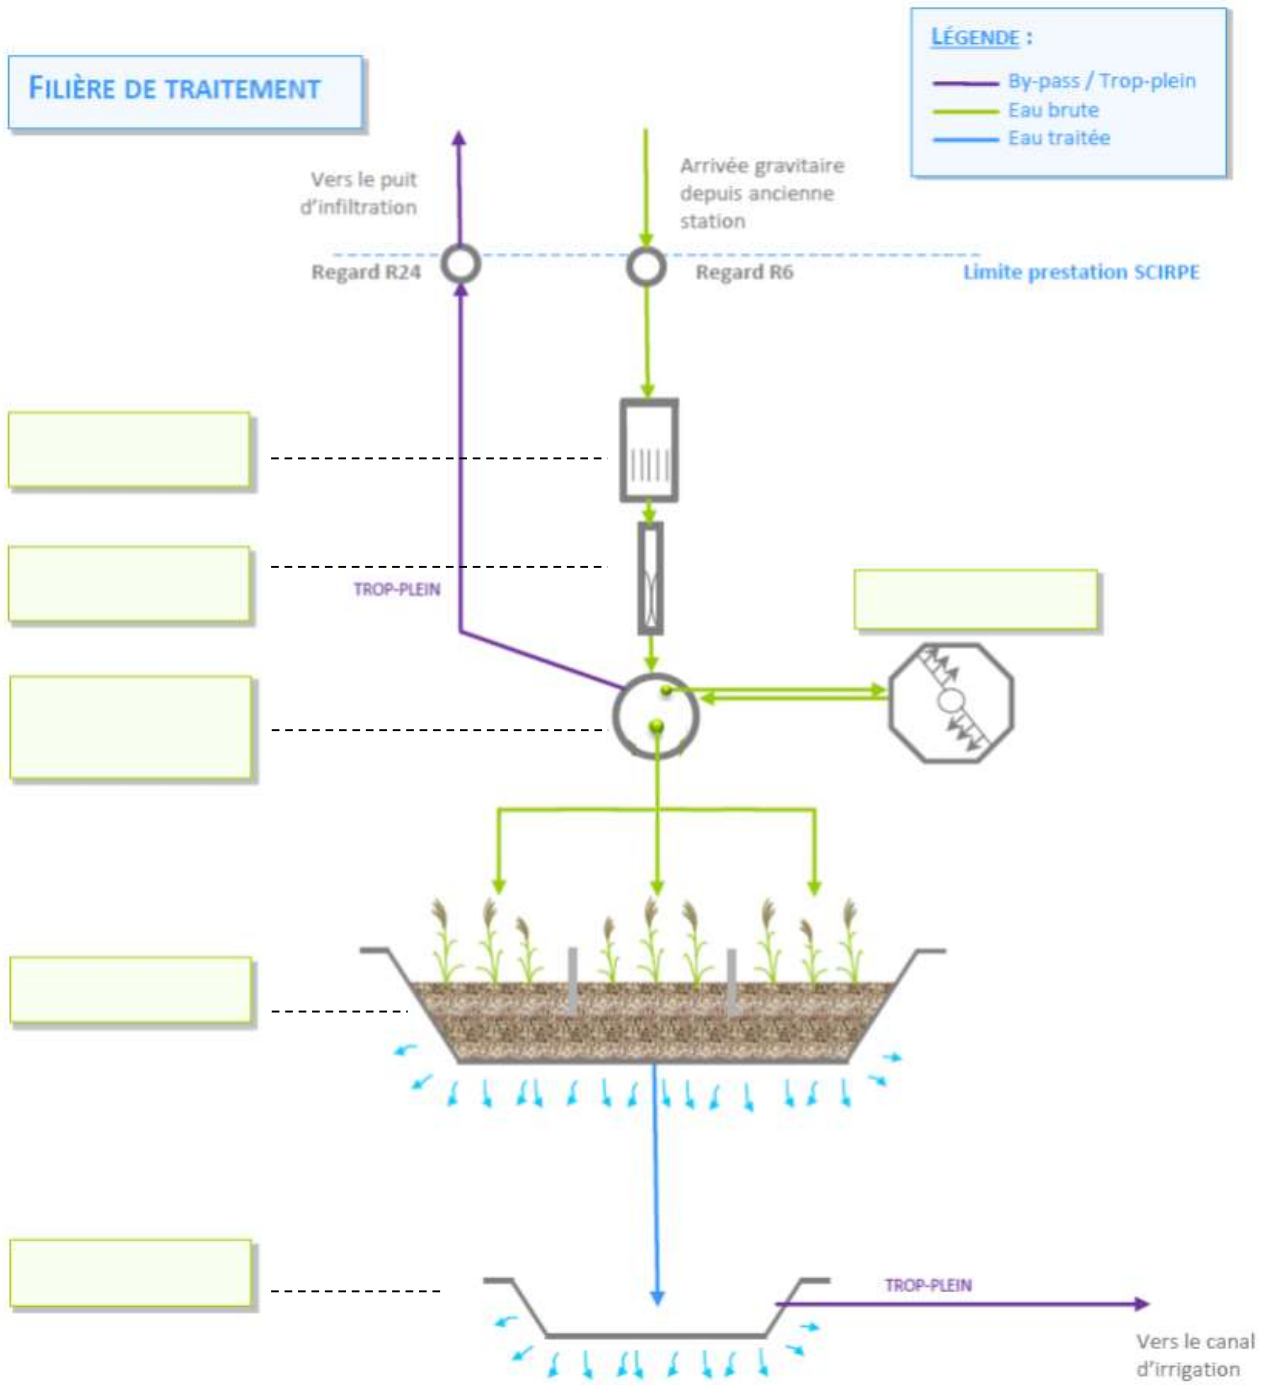 FILIÈRE DE TRAITEMENT
LÉGENDE :
By-pass / Trop-plein
Eau brute
Eau traitée
Vers le puit
d'infiltration
Arrivée gravitaire
depuis ancienne
station
Regard R24
Regard R6
Limite prestation SCIRPE
TROP-PLEIN
TROP-PLEIN
Vers le canal
d'irrigation